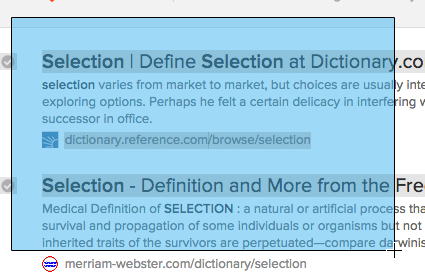 Selection | Define Selection at Dictionary.co
selection varies from market to market, but choices are usually inte
exploring options. Perhaps he felt a certain delicacy in interfering w
successor in office.
dictionary.reference.com/browse/selection
Selection - Definition and More from the Fre
Medical Definition of SELECTION : a natural or artificial process tha
survival and propagation of some individuals or organisms but not
inherited traits of the survivors are perpetuated—compare darwinis
merriam-webster.com/dictionary/selection